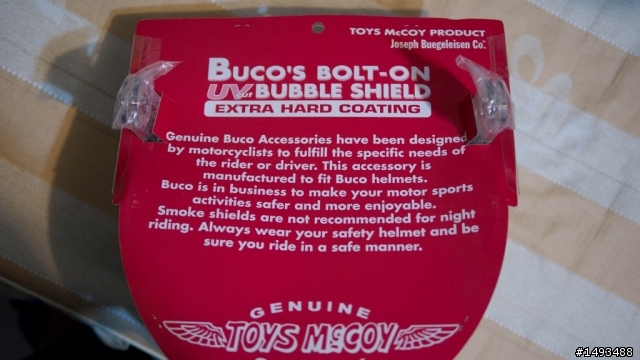 TOYS McCOY PRODUCT
Joseph Buegeleisen Co.
BUCO'S BOLT-ON
UV cut BUBBLE SHIELD
EXTRA HARD COATING
Genuine Buco Accessories have been designed
by motorcyclists to fulfill the specific needs of
the rider or driver. This accessory is
manufactured to fit Buco helmets.
Buco is in business to make your motor sports
activities safer and more enjoyable.
Smoke shields are not recommended for night
riding. Always wear your safety helmet and be
sure you ride in a safe manner.
GENUINE
TOYS McCOY
#1493488